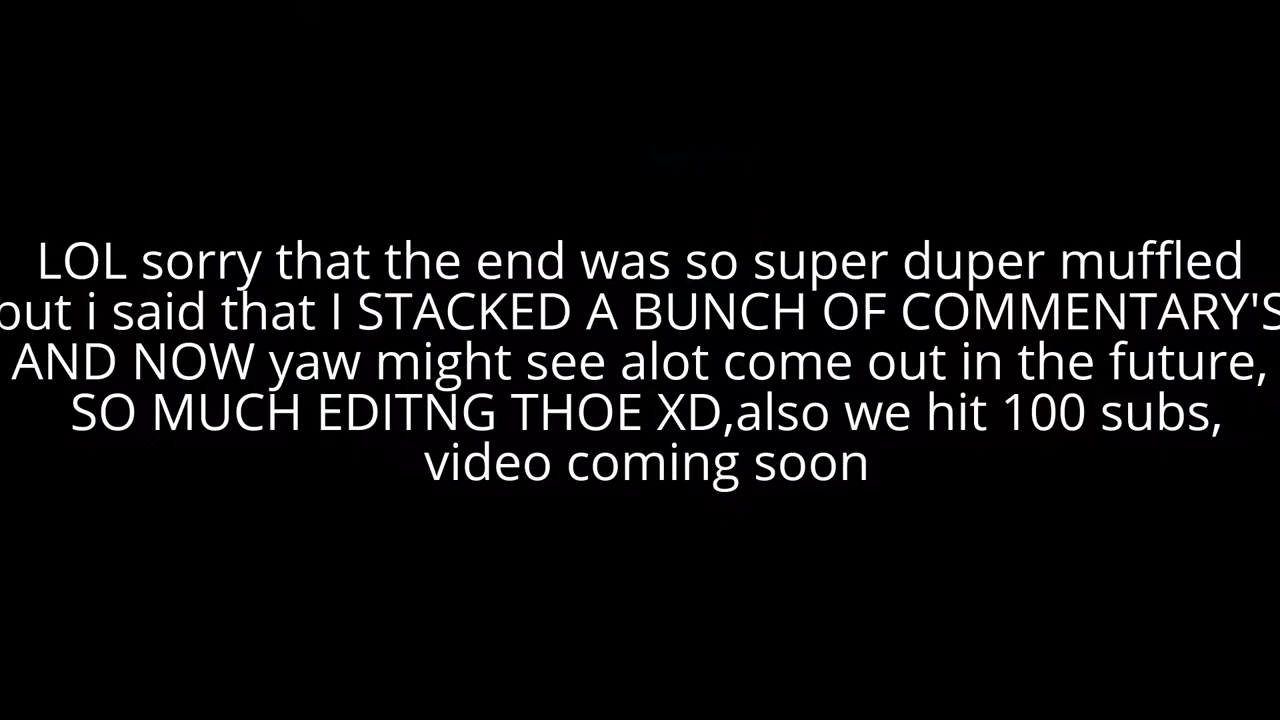 LOL sorry that the end was so super duper muffled
but i said that I STACKED A BUNCH OF COMMENTARY'S
AND NOW yaw might see alot come out in the future,
SO MUCH EDITNG THOE XD,also we hit 100 subs,
video coming soon